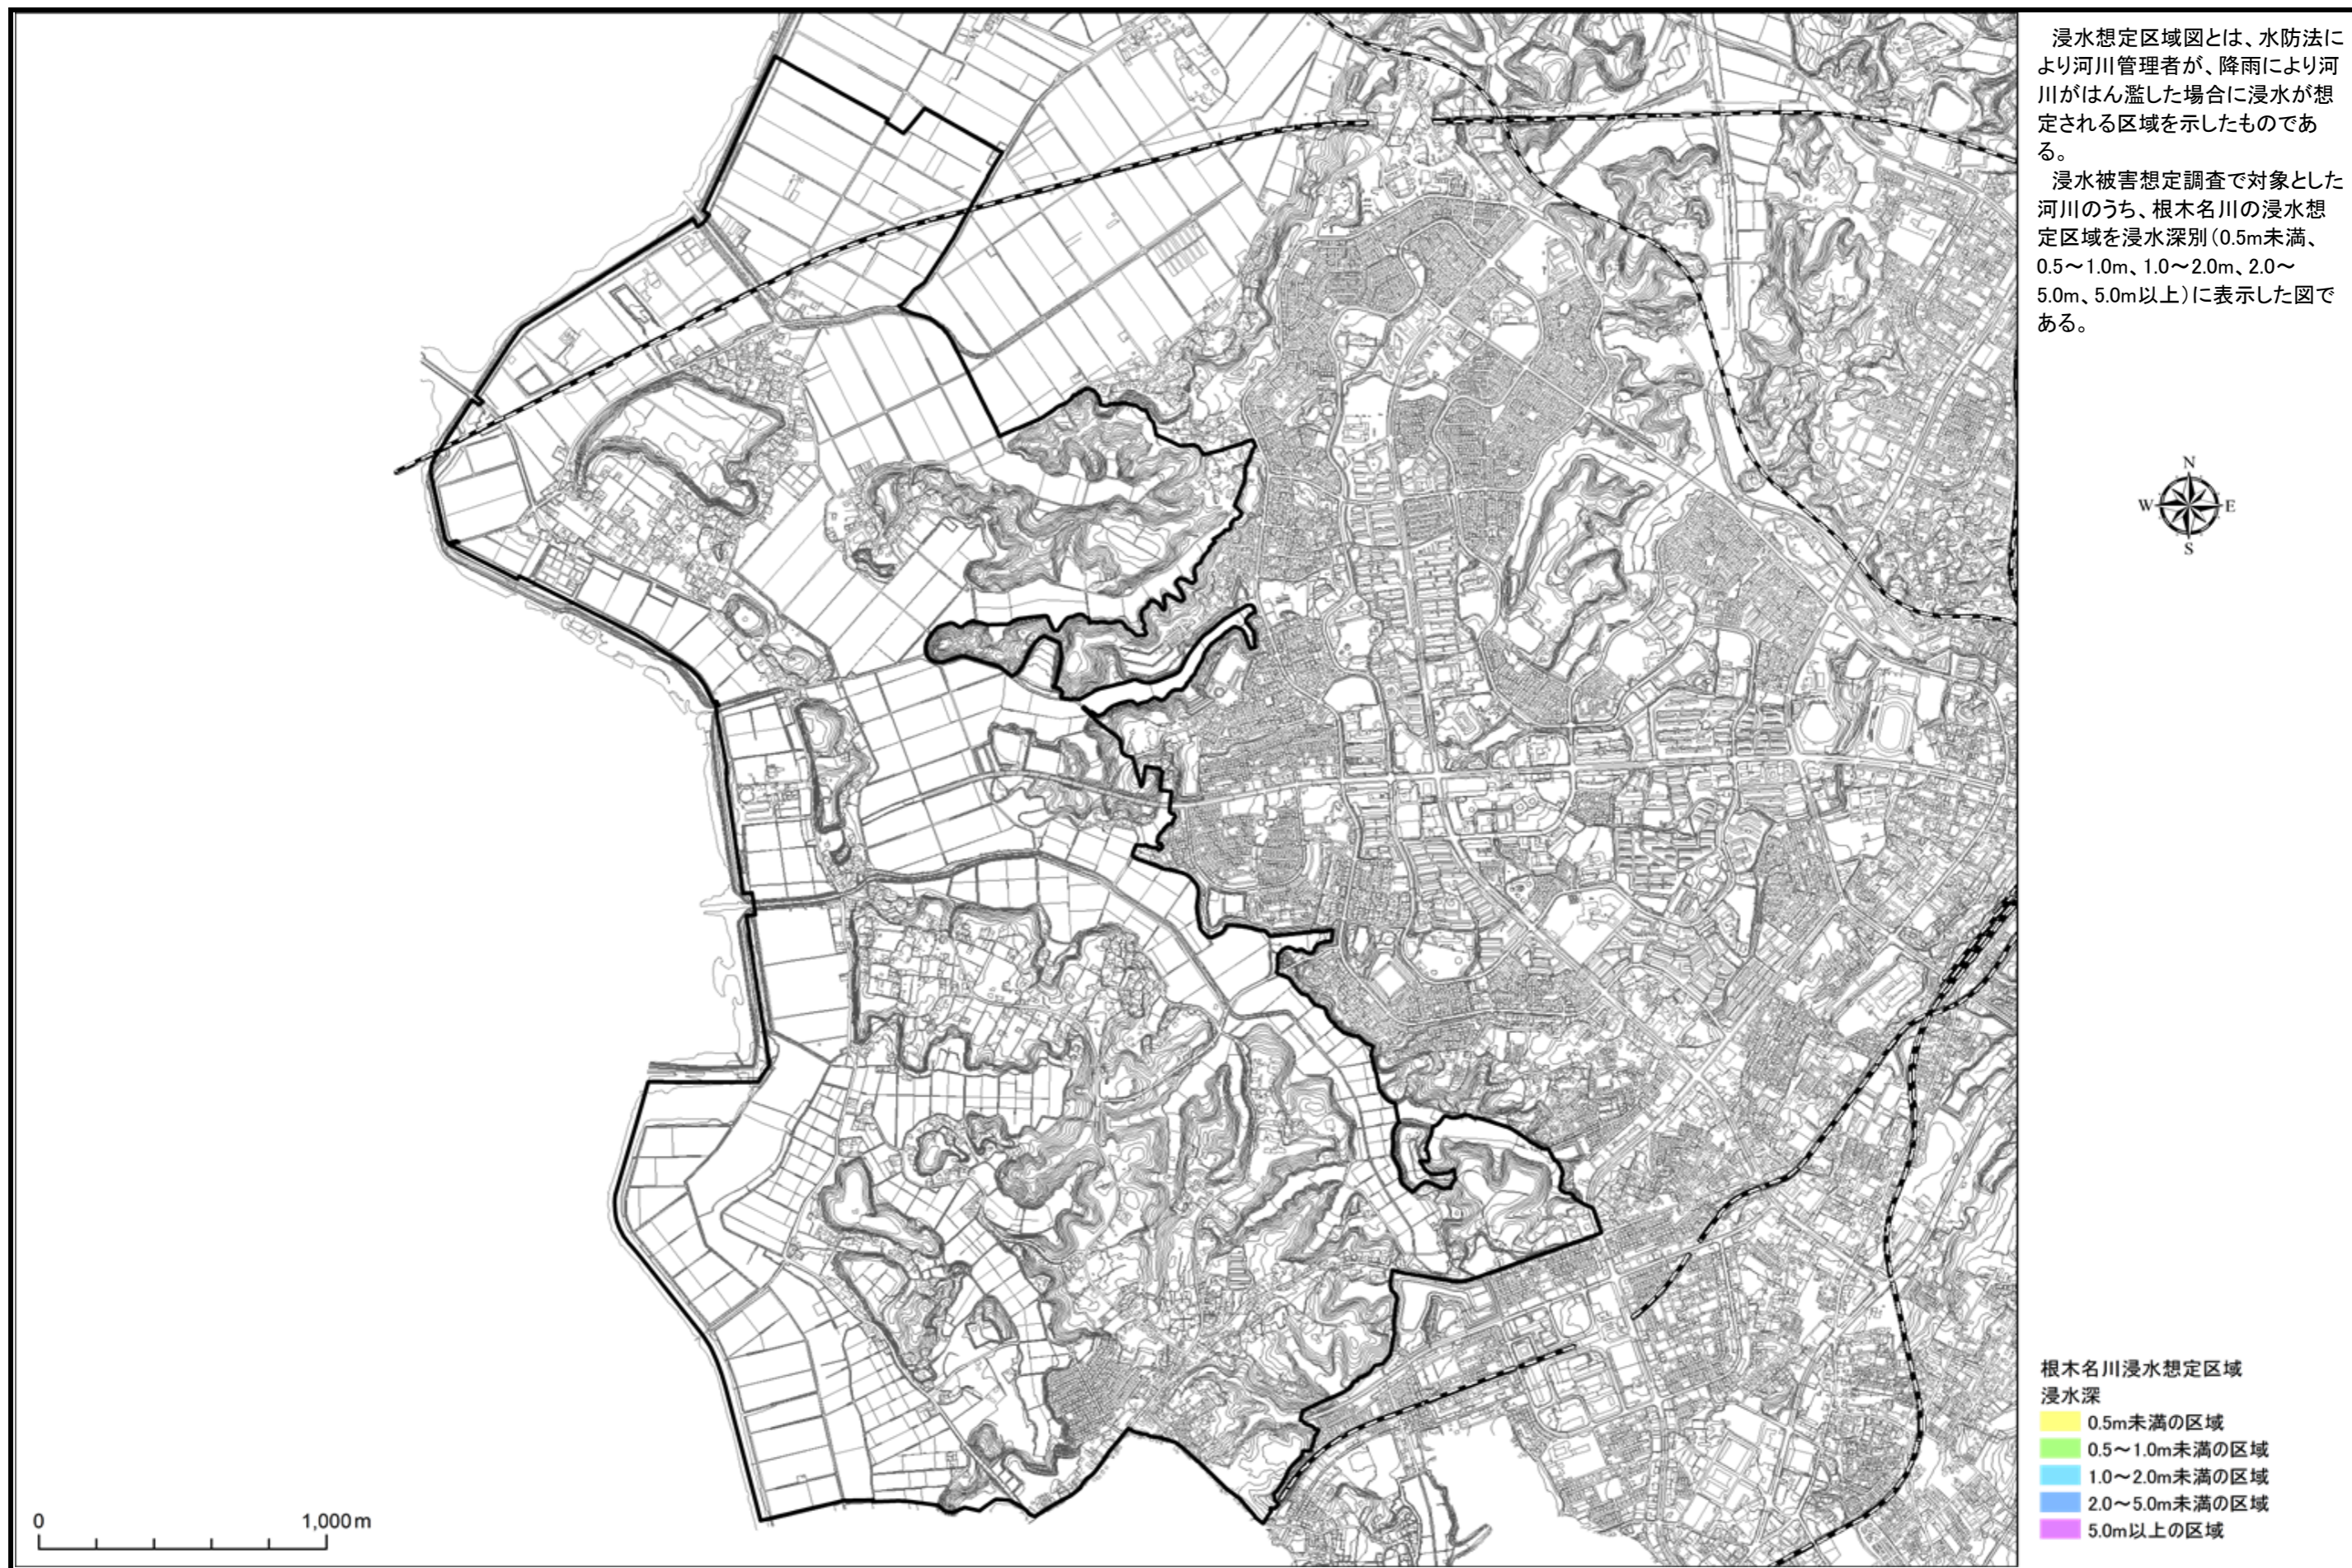 浸水想定区域図とは、水防法に
より河川管理者が、降雨により河
川がはん濫した場合に浸水が想
定される区域を示したものであ
る。
浸水被害想定調査で対象とした
河川のうち、根木名川の浸水想
定区域を浸水深別(0.5m未満、
0.5～1.0m、1.0～2.0m、2.0～
5.0m、5.0m以上)に表示した図で
ある。
N
W E
S
根木名川浸水想定区域
浸水深
0.5m未満の区域
0.5～1.0m未満の区域
1.0～2.0m未満の区域
2.0～5.0m未満の区域
5.0m以上の区域
0 1,000m